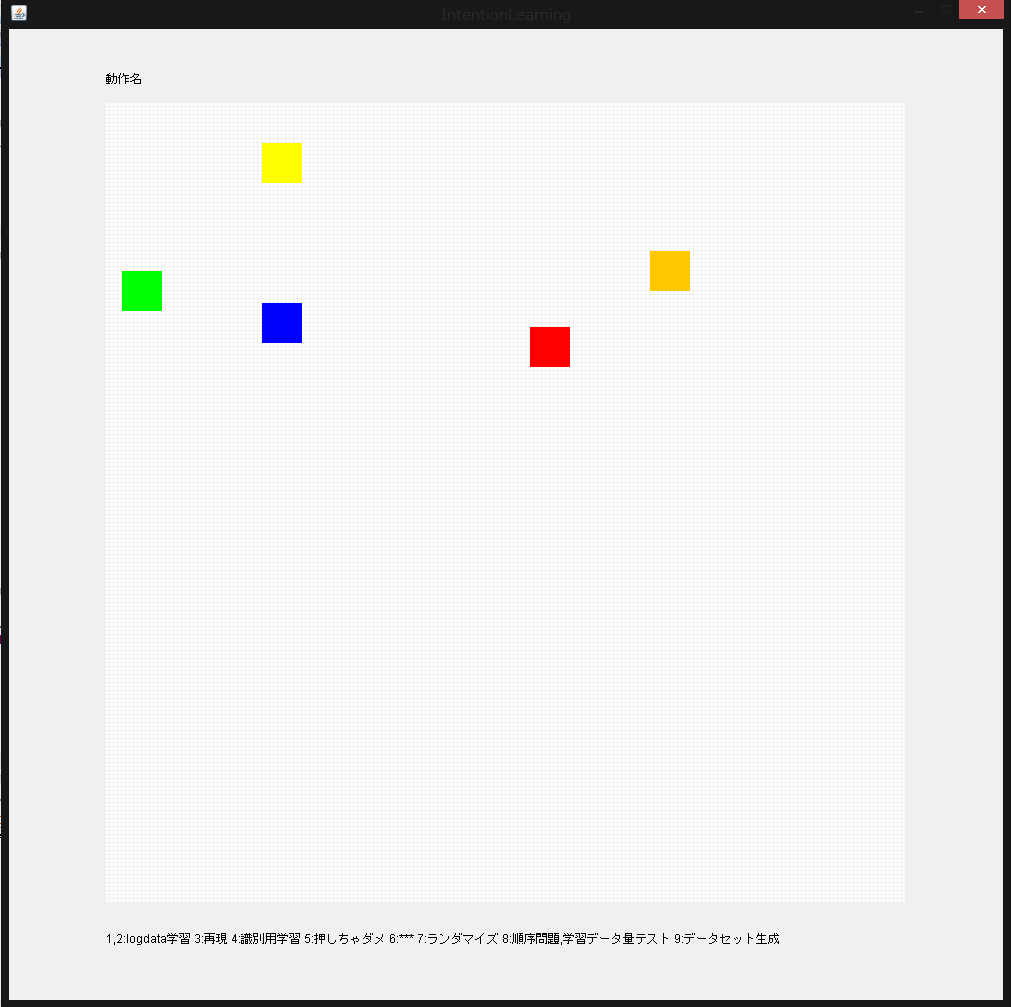 IntentionLearning
動作名
1,2:logdata学習 3:再現 4:識別用学習 5:押しちゃダメ 6:*** 7:ランダマイズ 8:順序問題,学習データ量テスト 9:データセット生成